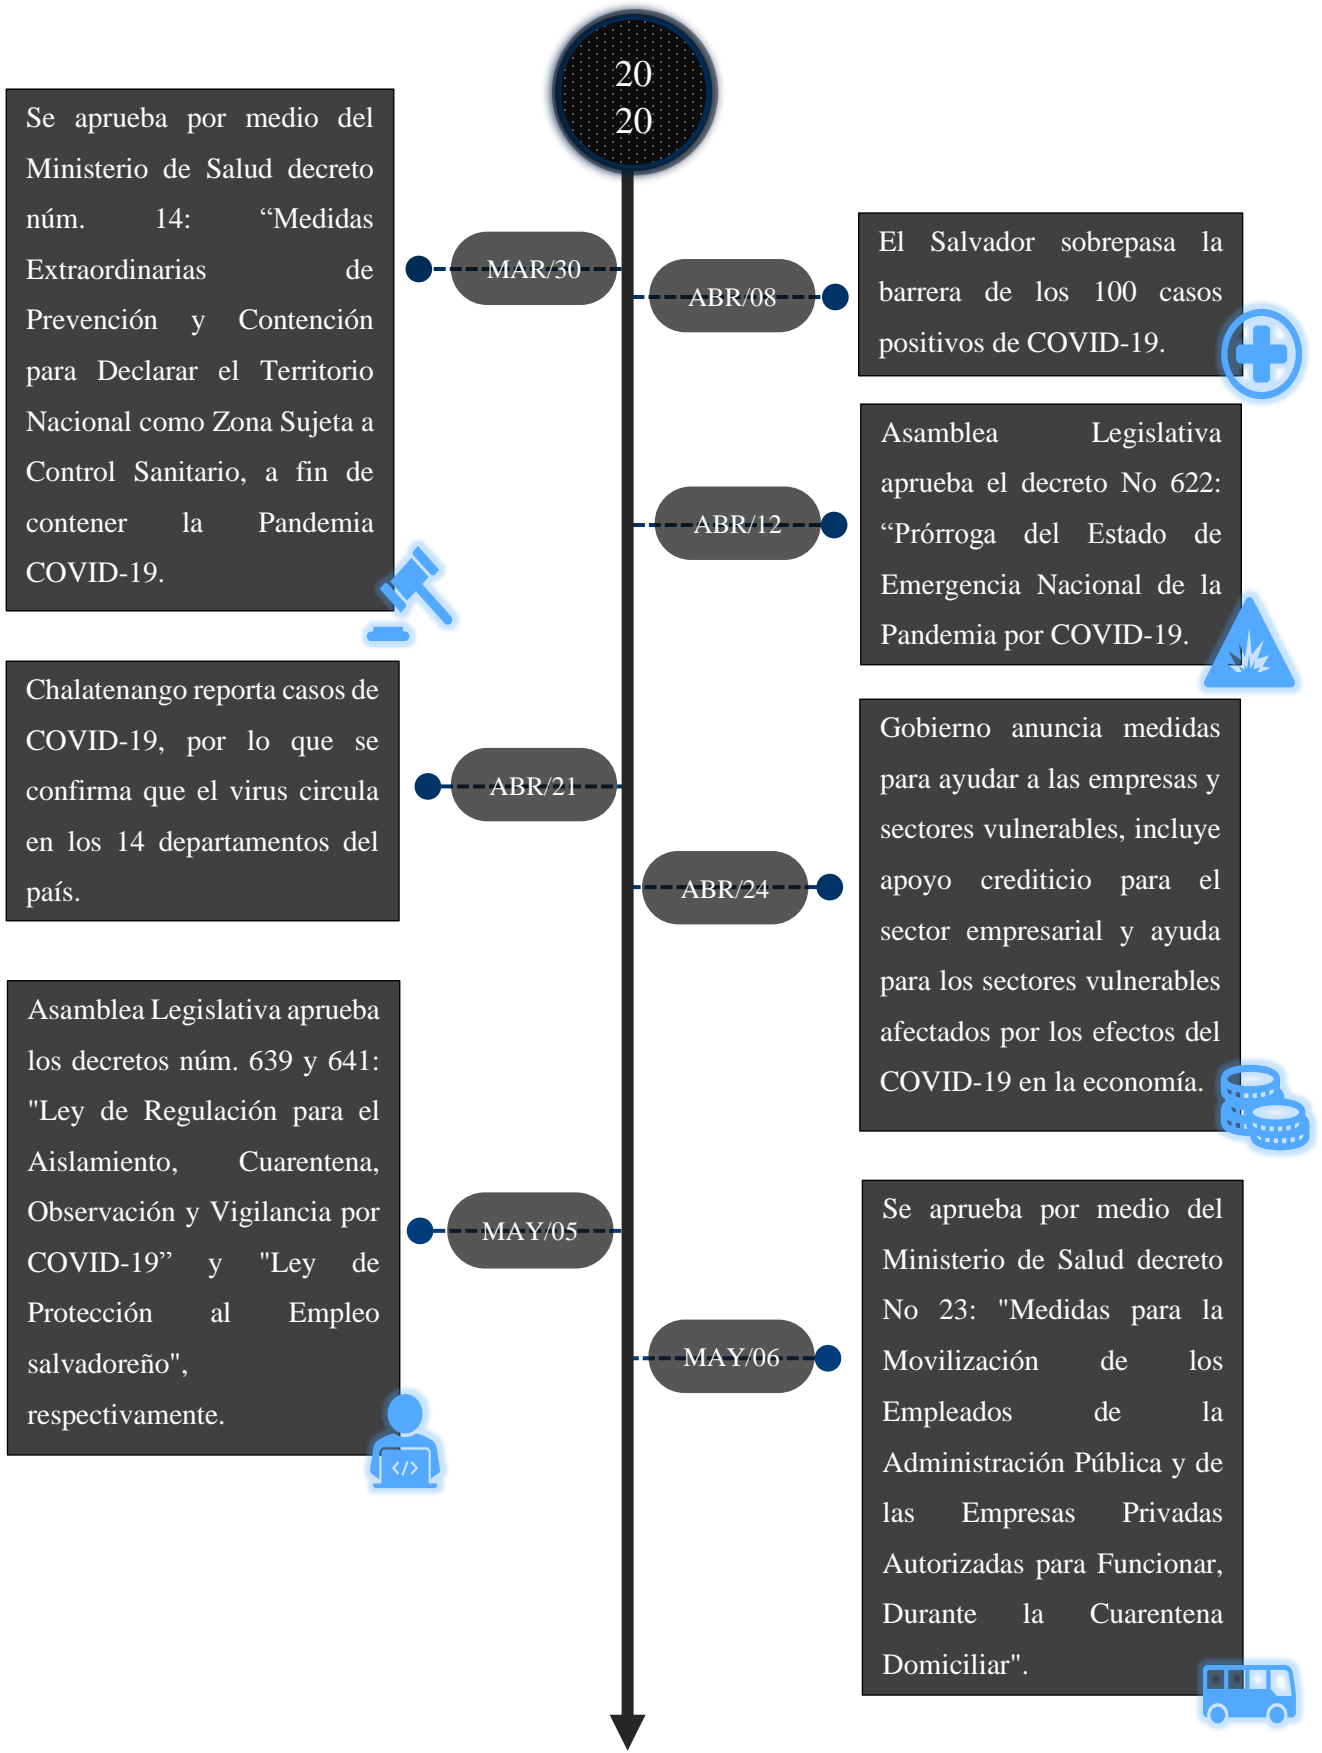 20
20
MAR/30
Se aprueba por medio del
Ministerio de Salud decreto
núm. 14: “Medidas
Extraordinarias de
Prevención y Contención
para Declarar el Territorio
Nacional como Zona Sujeta a
Control Sanitario, a fin de
contener la Pandemia
COVID-19.
ABR/08
El Salvador sobrepasa la
barrera de los 100 casos
positivos de COVID-19.
ABR/12
Asamblea Legislativa
aprueba el decreto No 622:
“Prórroga del Estado de
Emergencia Nacional de la
Pandemia por COVID-19.
ABR/21
Chalatenango reporta casos de
COVID-19, por lo que se
confirma que el virus circula
en los 14 departamentos del
país.
ABR/24
Gobierno anuncia medidas
para ayudar a las empresas y
sectores vulnerables, incluye
apoyo crediticio para el
sector empresarial y ayuda
para los sectores vulnerables
afectados por los efectos del
COVID-19 en la economía.
MAY/05
Asamblea Legislativa aprueba
los decretos núm. 639 y 641:
"Ley de Regulación para el
Aislamiento, Cuarentena,
Observación y Vigilancia por
COVID-19” y "Ley de
Protección al Empleo
salvadoreño",
respectivamente.
MAY/06
Se aprueba por medio del
Ministerio de Salud decreto
No 23: "Medidas para la
Movilización de los
Empleados de la
Administración Pública y de
las Empresas Privadas
Autorizadas para Funcionar,
Durante la Cuarentena
Domiciliar".